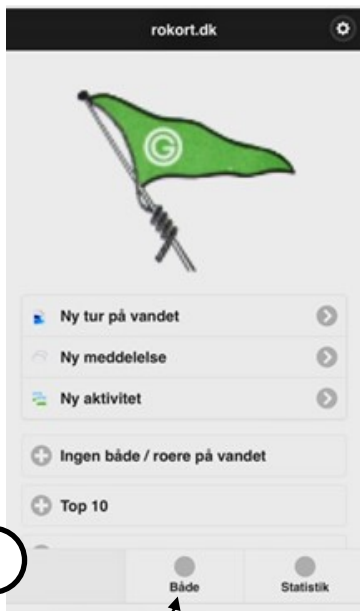 rokort.dk
G
Ny tur på vandet
Ny meddelelse
Ny aktivitet
Ingen både / roere på vandet
Top 10
Både
Statistik